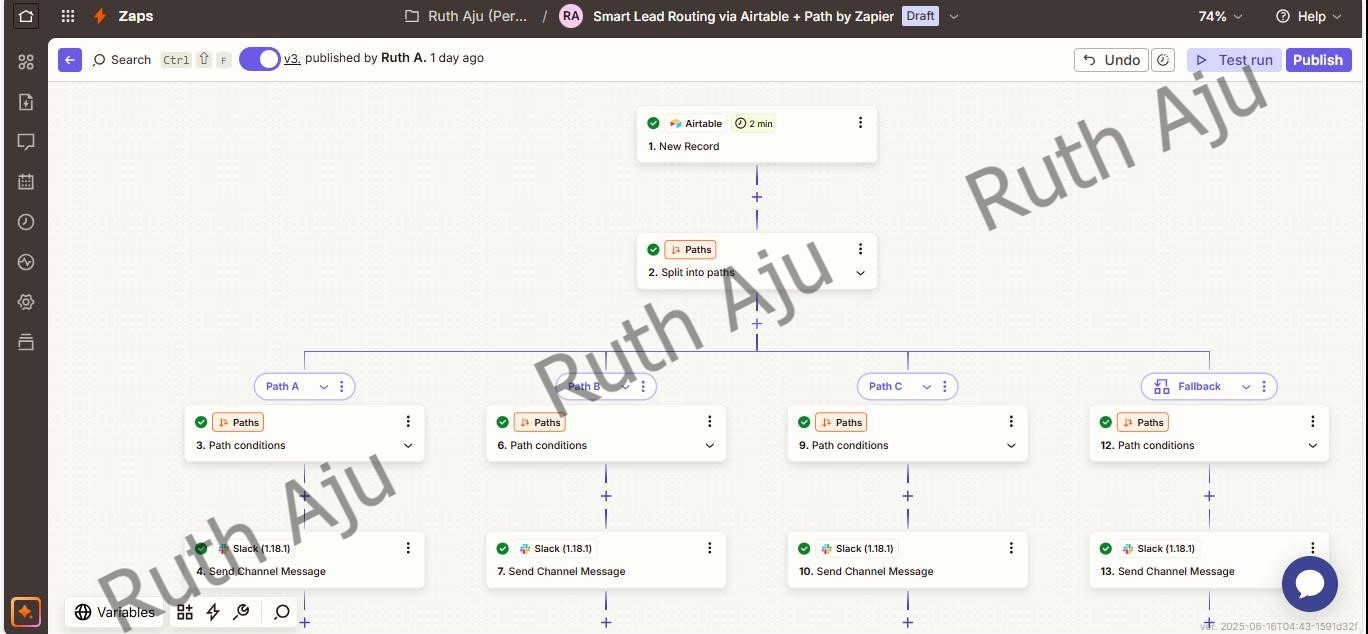 Zaps
Ruth Aju (Per... / RA Smart Lead Routing via Airtable + Path by Zapier Draft
74%
Help
Search Ctrl ⇧ F
v3. published by Ruth A. 1 day ago
Undo
Test run
Publish
Airtable 2 min
1. New Record
Ruth Aju
Paths
2. Split into paths
Ruth Aju
Path A
Path B
Path C
Fallback
Paths
3. Path conditions
Paths
6. Path conditions
Paths
9. Path conditions
Paths
12. Path conditions
Ruth Aju
Slack (1.18.1)
4. Send Channel Message
Slack (1.18.1)
7. Send Channel Message
Slack (1.18.1)
10. Send Channel Message
Slack (1.18.1)
13. Send Channel Message
Variables
ver. 2025-06-16T04:43-1591d32f